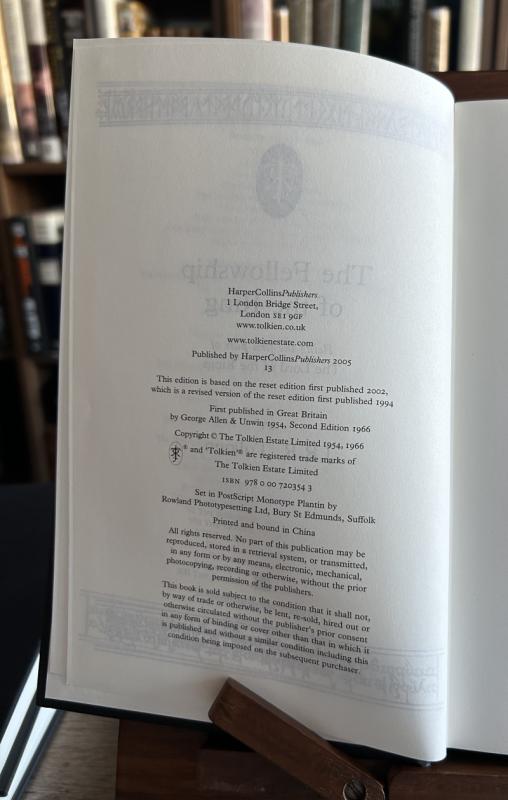 HarperCollinsPublishers
1 London Bridge Street,
London SE1 9GF
www.tolkien.co.uk
www.tolkienestate.com
Published by HarperCollinsPublishers 2005
13
This edition is based on the reset edition first published 2002,
which is a revised version of the reset edition first published 1994
First published in Great Britain
by George Allen & Unwin 1954, Second Edition 1966
Copyright © The Tolkien Estate Limited 1954, 1966
® and ‘Tolkien’® are registered trade marks of
The Tolkien Estate Limited
ISBN 978 0 00 720354 3
Set in PostScript Monotype Plantin by
Rowland Phototypesetting Ltd, Bury St Edmunds, Suffolk
Printed and bound in China
All rights reserved. No part of this publication may be
reproduced, stored in a retrieval system, or transmitted,
in any form or by any means, electronic, mechanical,
photocopying, recording or otherwise, without the prior
permission of the publishers.
This book is sold subject to the condition that it shall not,
by way of trade or otherwise, be lent, re-sold, hired out or
otherwise circulated without the publisher's prior consent
in any form of binding or cover other than that in which it
is published and without a similar condition including this
condition being imposed on the subsequent purchaser.
The Fellowship
of